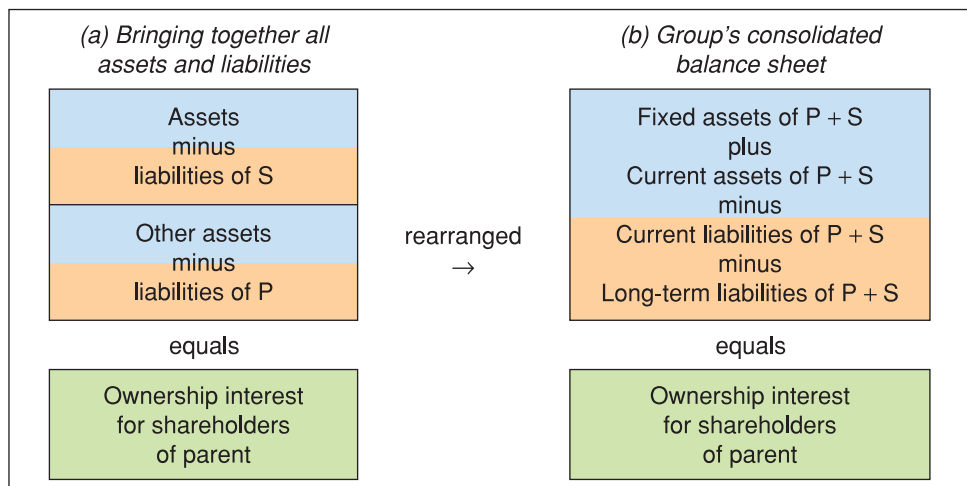 (a) Bringing together all
assets and liabilities
Assets
minus
liabilities of S
Other assets
minus
liabilities of P
equals
Ownership interest
for shareholders
of parent
rearranged
→
(b) Group's consolidated
balance sheet
Fixed assets of P + S
plus
Current assets of P + S
minus
Current liabilities of P + S
minus
Long-term liabilities of P + S
equals
Ownership interest
for shareholders
of parent